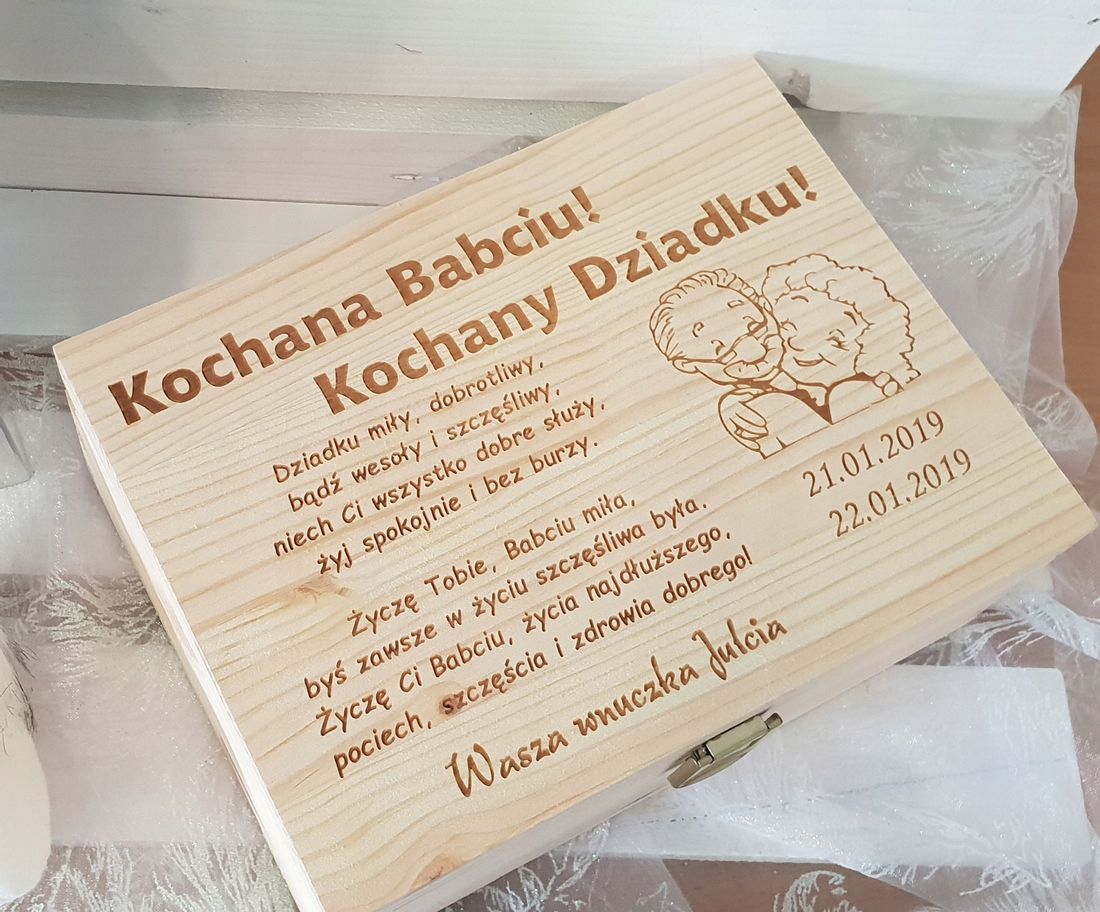 Kochana Babciu!
Kochany Dziadku!
Dziadku miły, dobrotliwy,
bądź wesoły i szczęśliwy,
niech Ci wszystko dobre służy,
żyj spokojnie i bez burzy.
Życzę Tobie, Babciu miła,
byś zawsze w życiu szczęśliwa była.
Życzę Ci Babciu, życia najdłuższego,
pociech, szczęścia i zdrowia dobrego!
Wasza wnuczka Julcia
21.01.2019
22.01.2019